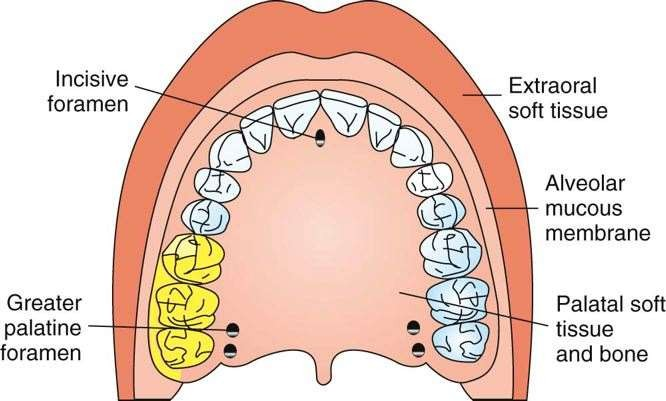 Incisive
foramen
Extraoral
soft tissue
Alveolar
mucous
membrane
Greater
palatine
foramen
Palatal soft
tissue
and bone